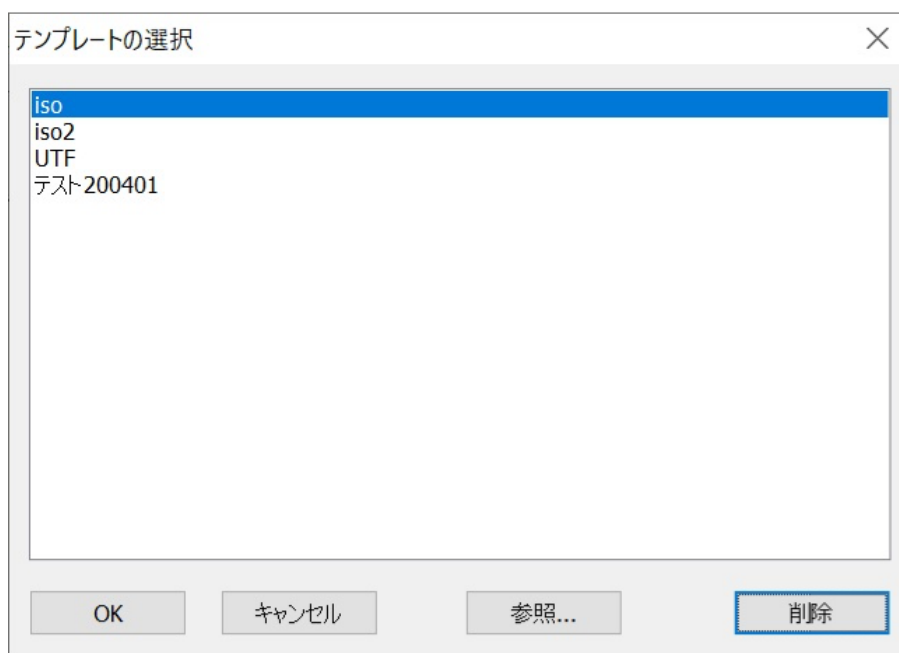 テンプレートの選択
iso
iso2
UTF
テスト200401
OK
キャンセル
参照...
削除